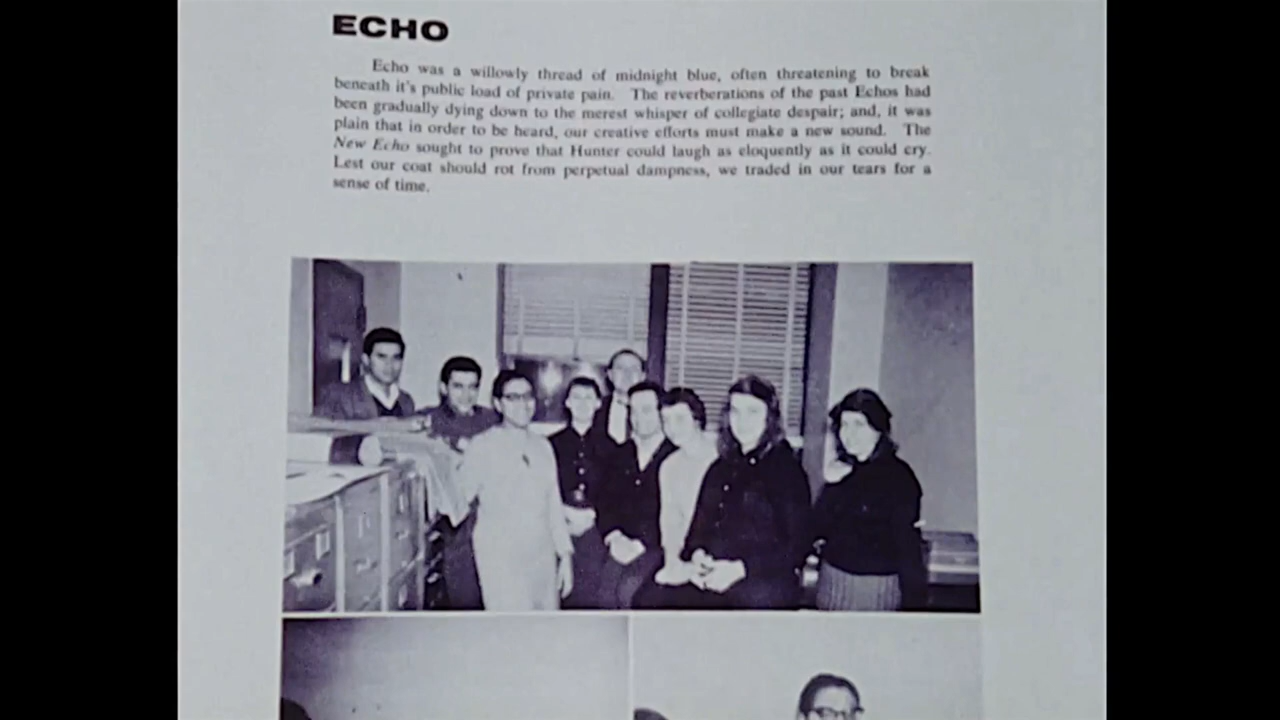 ECHO
Echo was a willowly thread of midnight blue, often threatening to break
beneath it's public load of private pain. The reverberations of the past Echos had
been gradually dying down to the merest whisper of collegiate despair; and, it was
plain that in order to be heard, our creative efforts must make a new sound. The
New Echo sought to prove that Hunter could laugh as eloquently as it could cry.
Lest our coat should rot from perpetual dampness, we traded in our tears for a
sense of time.